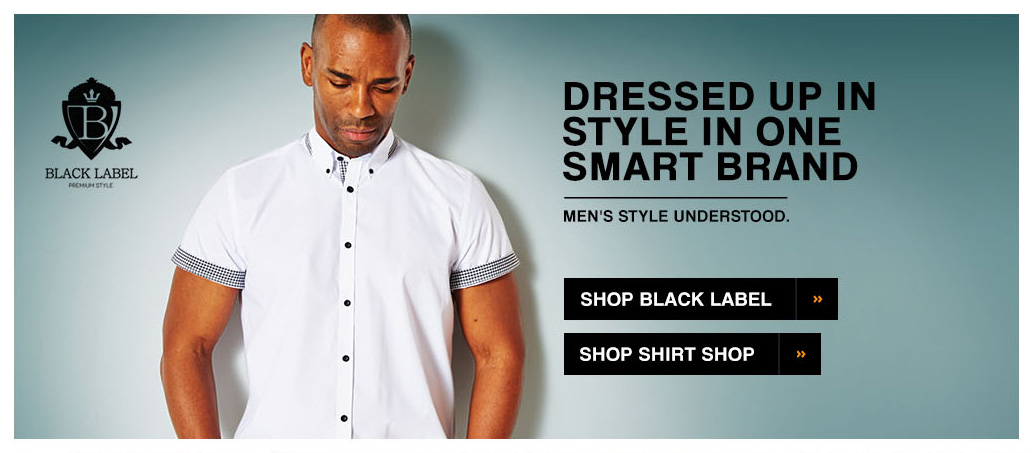 B
BLACK LABEL
PREMIUM STYLE
DRESSED UP IN
STYLE IN ONE
SMART BRAND
MEN'S STYLE UNDERSTOOD.
SHOP BLACK LABEL »
SHOP SHIRT SHOP »